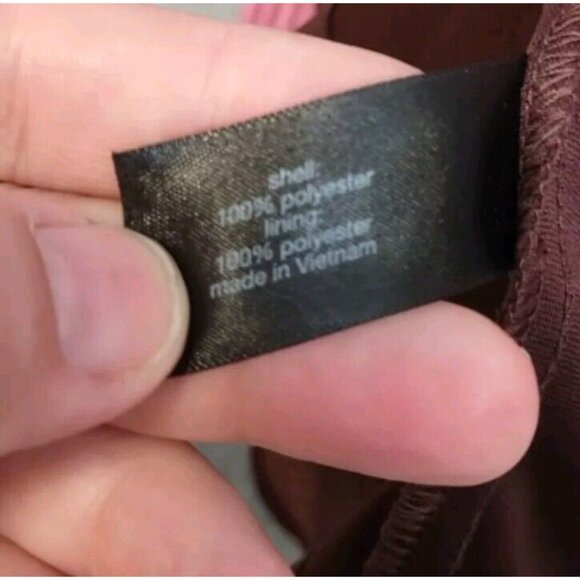 shell:
100% polyester
lining:
100% polyester
made in Vietnam